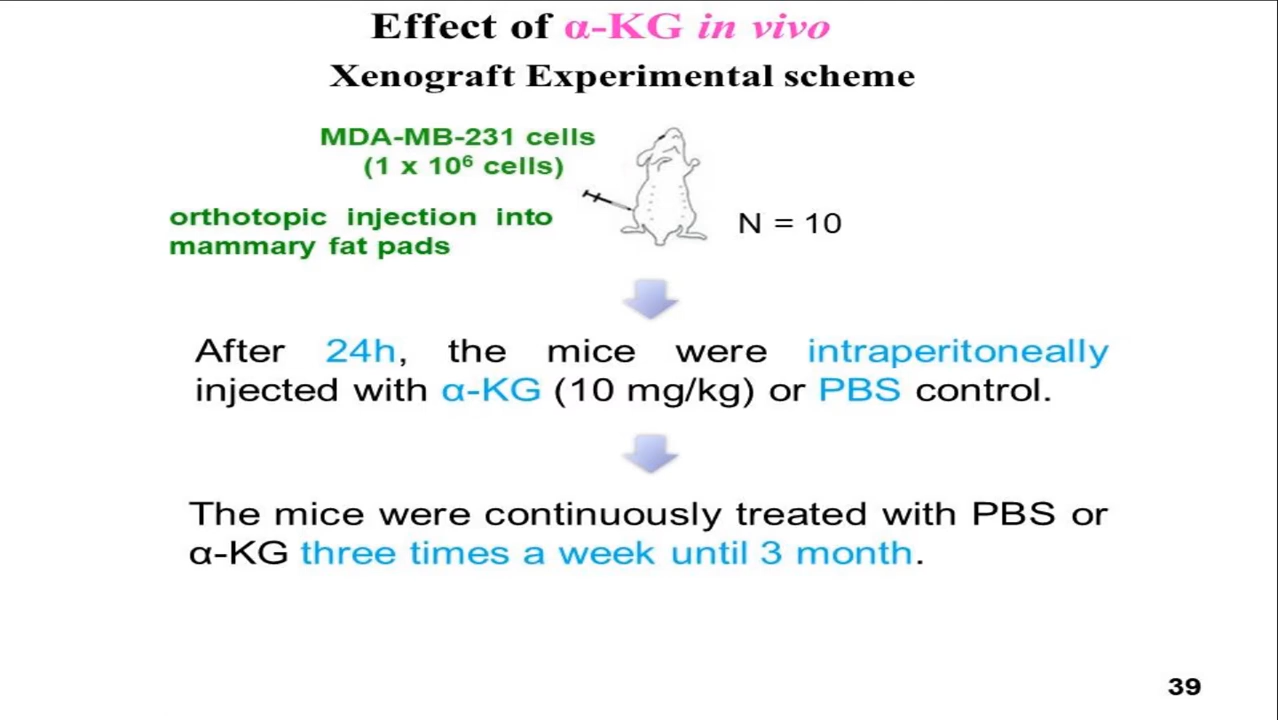 Effect of α-KG in vivo
Xenograft Experimental scheme
MDA-MB-231 cells
(1 x 10⁶ cells)
orthotopic injection into
mammary fat pads
N = 10
After 24h, the mice were intraperitoneally
injected with α-KG (10 mg/kg) or PBS control.
The mice were continuously treated with PBS or
α-KG three times a week until 3 month.
39